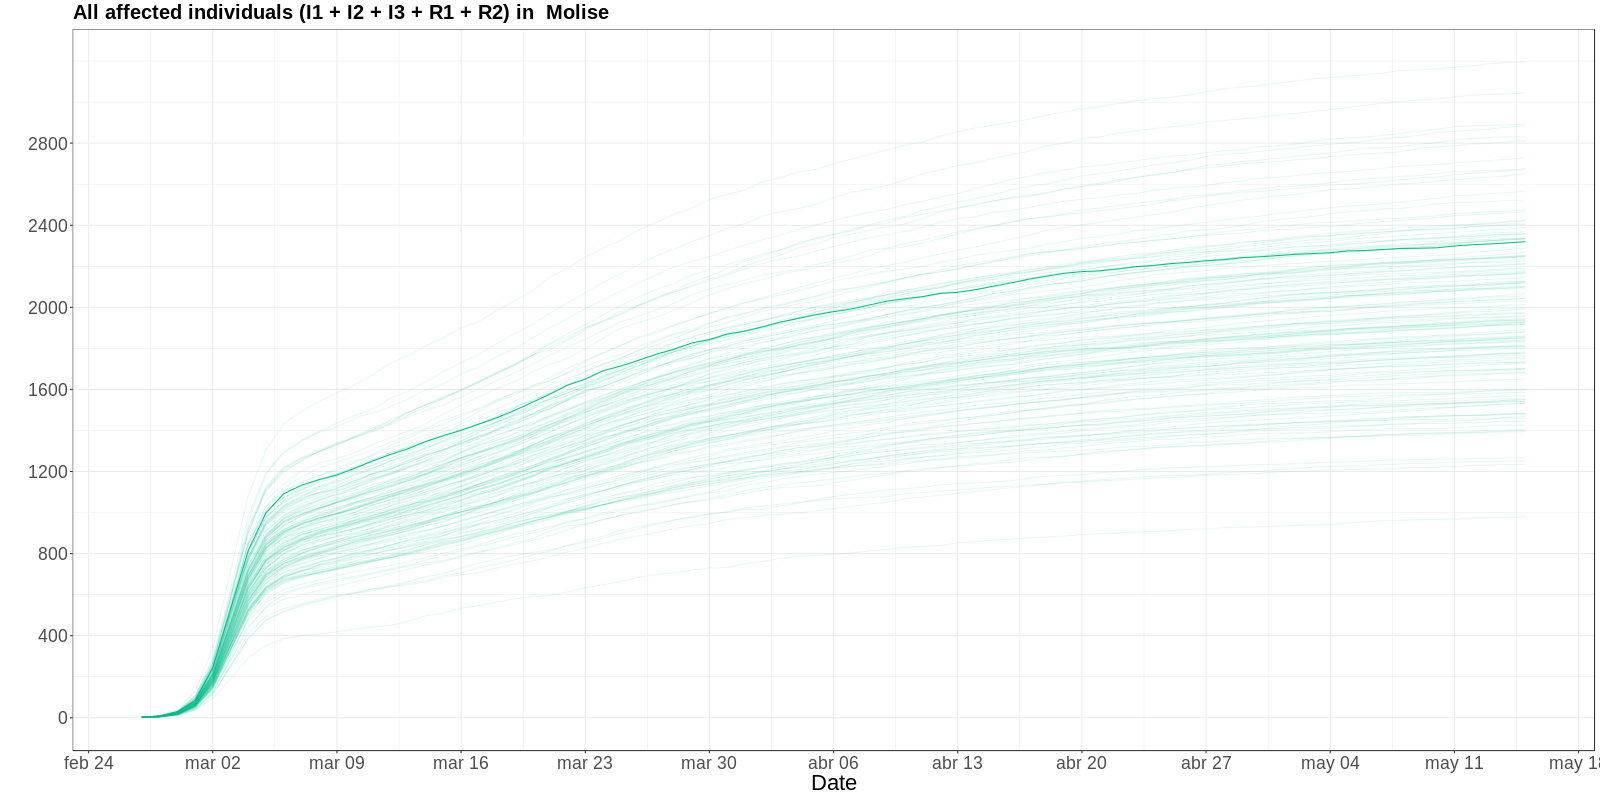 All affected individuals (I1 + I2 + I3 + R1 + R2) in  Molise
2800
2400
2000
1600
1200
800
400
0
feb 24 mar 02 mar 09 mar 16 mar 23 mar 30 abr 06 abr 13 abr 20 abr 27 may 04 may 11 may 18
Date